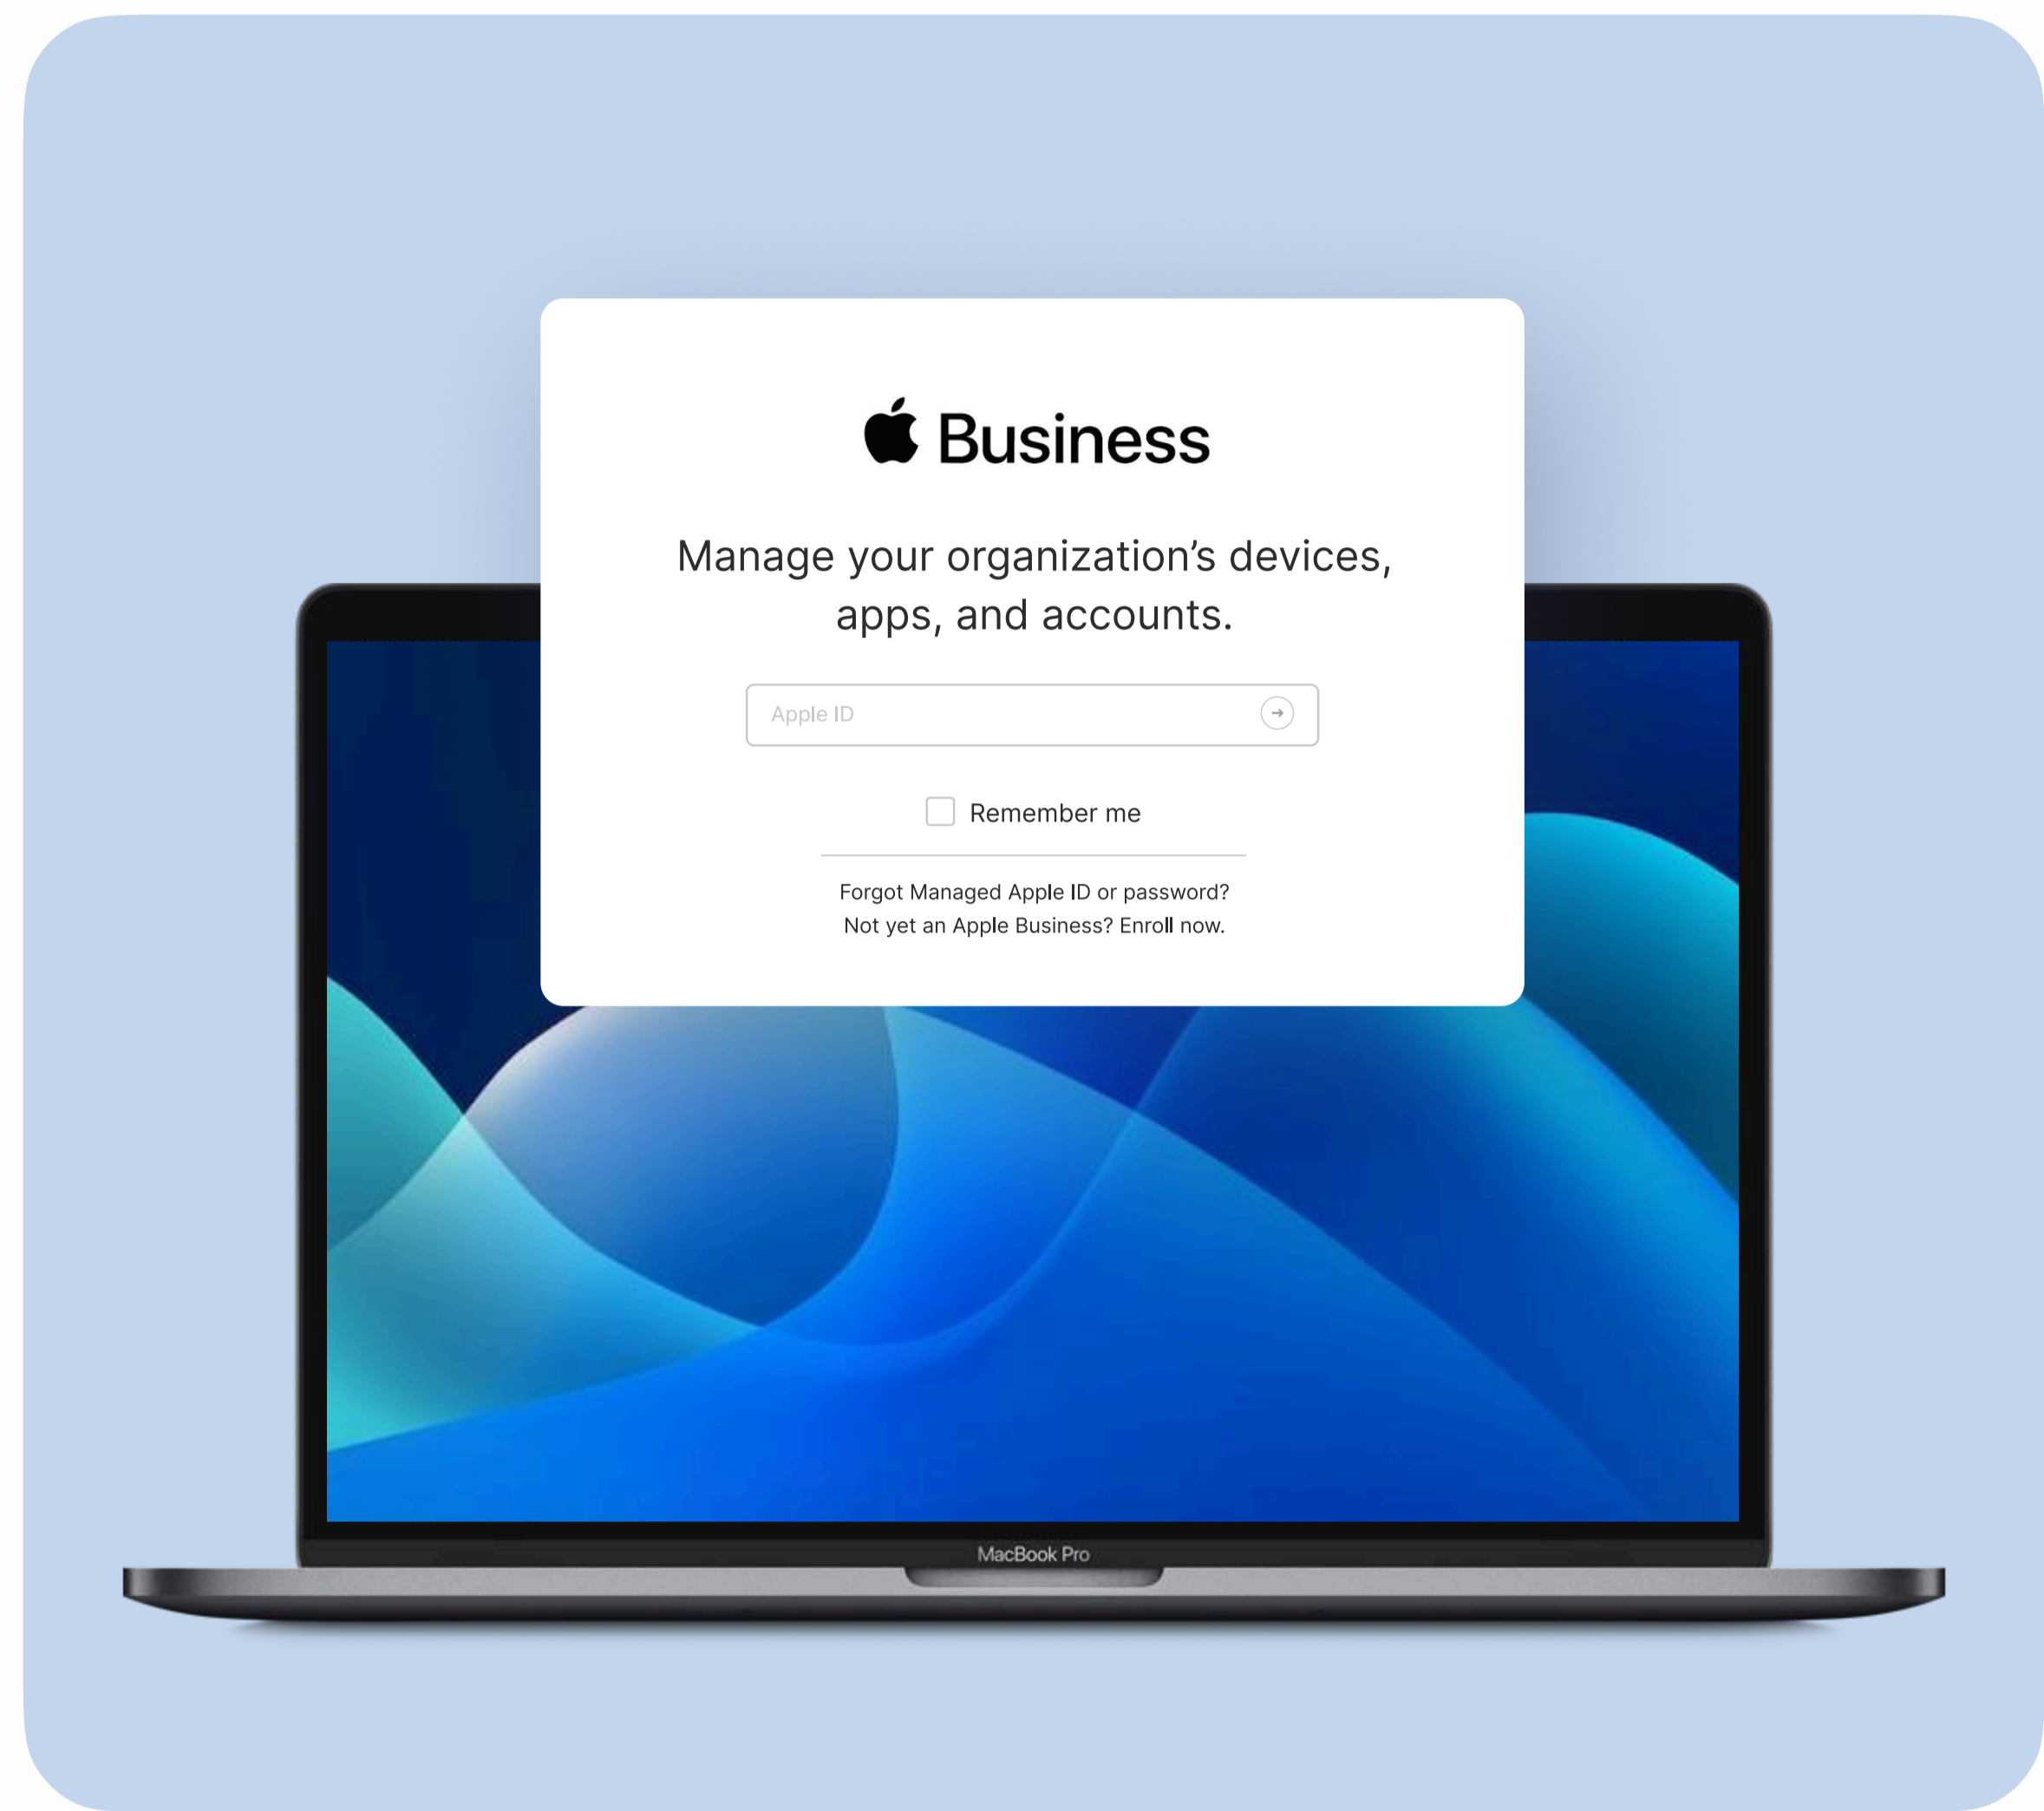 Business
Manage your organization’s devices,
apps, and accounts.
Apple ID
Remember me
Forgot Managed Apple ID or password?
Not yet an Apple Business? Enroll now.
MacBook Pro